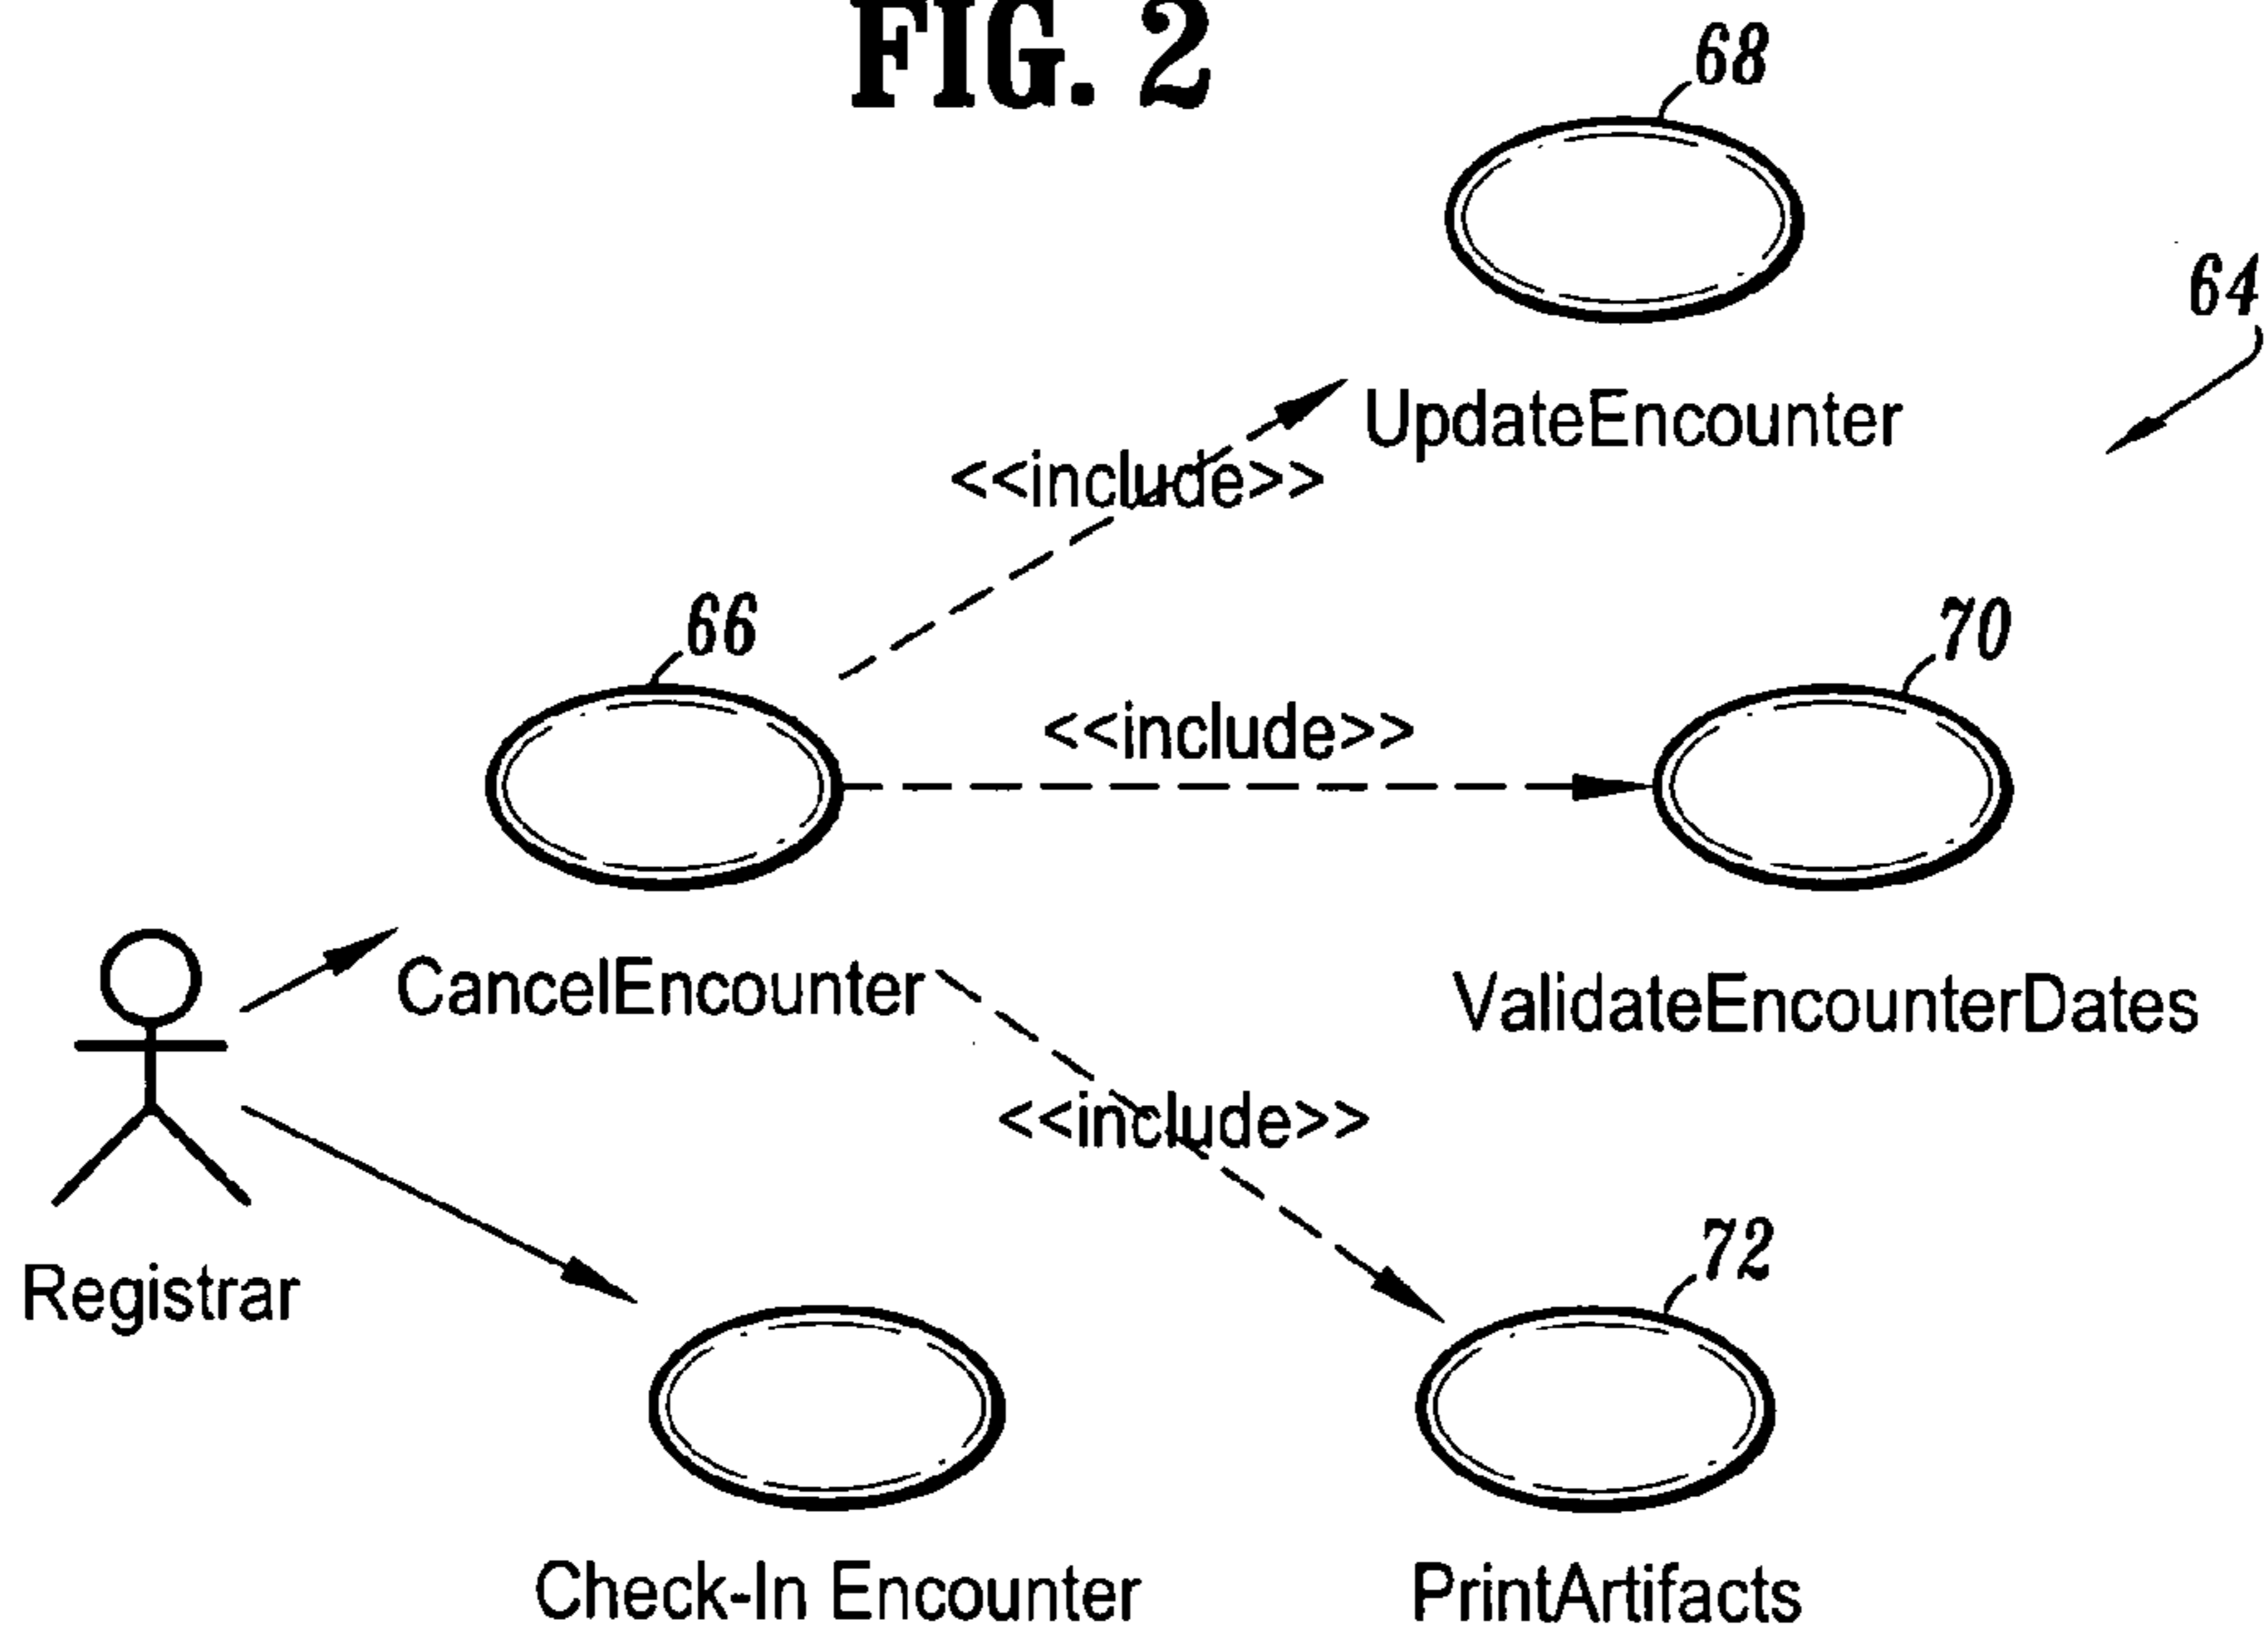 FIG. 2
68
64
UpdateEncounter
<<include>>
66
70
<<include>>
CancelEncounter
ValidateEncounterDates
<<include>>
Registrar
72
Check-In Encounter
PrintArtifacts